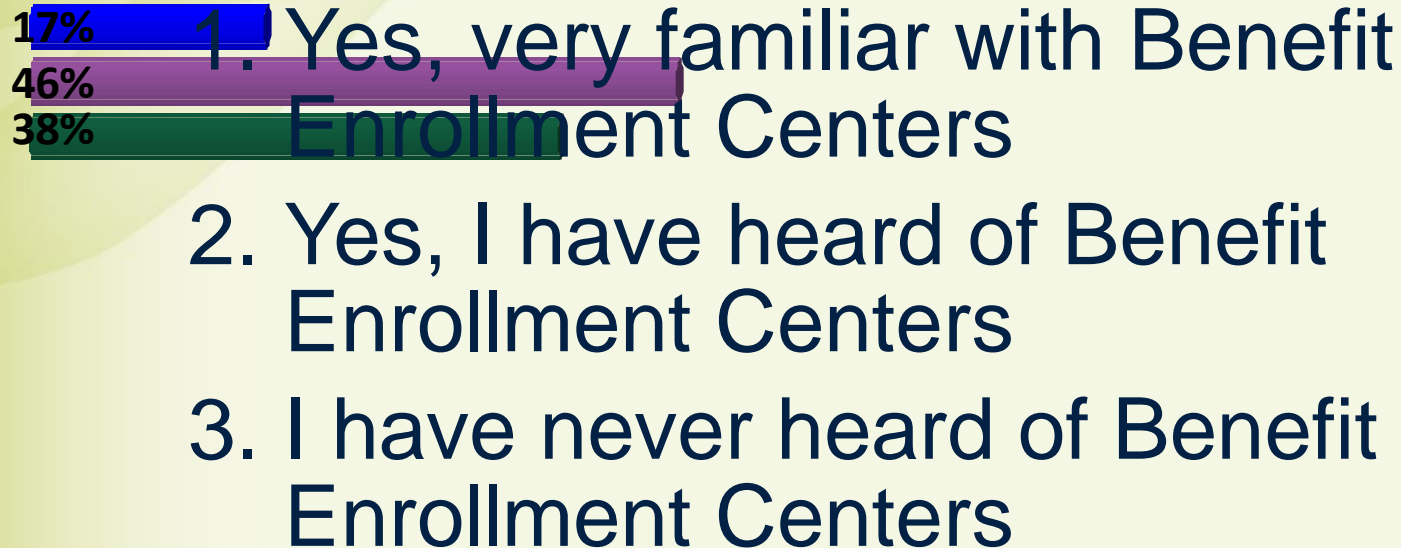 17%
1. Yes, very familiar with Benefit
46%
Enrollment Centers
38%
2. Yes, I have heard of Benefit
Enrollment Centers
3. I have never heard of Benefit
Enrollment Centers